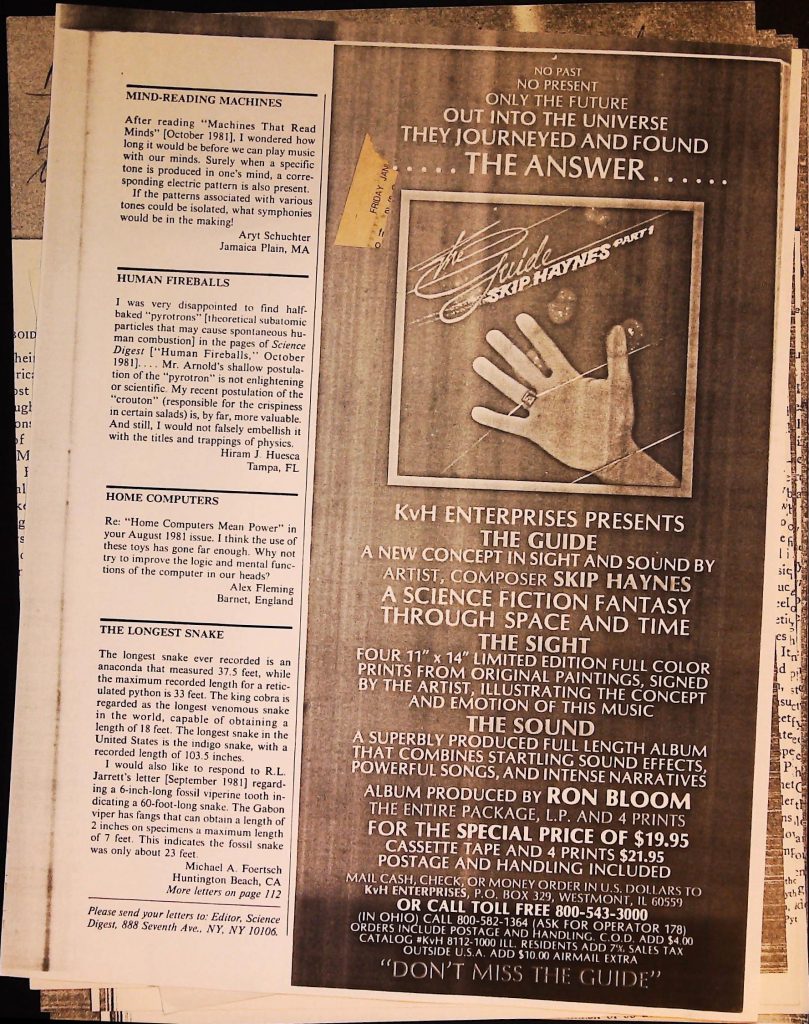 MIND-READING MACHINES
After reading "Machines That Read
Minds" [October 1981], I wondered how
long it would be before we can play music
with our minds. Surely when a specific
tone is produced in one's mind, a corre-
sponding electric pattern is also present.
If the patterns associated with various
tones could be isolated, what symphonies
would be in the making!
Aryt Schuchter
Jamaica Plain, MA
HUMAN FIREBALLS
I was very disappointed to find half-
baked "pyrotrons" [theoretical subatomic
particles that may cause spontaneous hu-
man combustion] in the pages of Science
Digest ["Human Fireballs," October
1981]. . . . Mr. Arnold's shallow postula-
tion of the "pyrotron" is not enlightening
or scientific. My recent postulation of the
"crouton" (responsible for the crispiness
in certain salads) is, by far, more valuable.
And still, I would not falsely embellish it
with the titles and trappings of physics.
Hiram J. Huesca
Tampa, FL
HOME COMPUTERS
Re: "Home Computers Mean Power" in
your August 1981 issue. I think the use of
these toys has gone far enough. Why not
try to improve the logic and mental func-
tions of the computer in our heads?
Alex Fleming
Barnet, England
THE LONGEST SNAKE
The longest snake ever recorded is an
anaconda that measured 37.5 feet, while
the maximum recorded length for a retic-
ulated python is 33 feet. The king cobra is
regarded as the longest venomous snake
in the world, capable of obtaining a
length of 18 feet. The longest snake in the
United States is the indigo snake, with a
recorded length of 103.5 inches.
I would also like to respond to R.L.
Jarrett's letter [September 1981] regard-
ing a 6-inch-long fossil viperine tooth in-
dicating a 60-foot-long snake. The Gabon
viper has fangs that can obtain a length of
2 inches on specimens a maximum length
of 7 feet. This indicates the fossil snake
was only about 23 feet.
Michael A. Foertsch
Huntington Beach, CA
More letters on page 112
Please send your letters to: Editor, Science
Digest, 888 Seventh Ave., NY, NY 10106.
NO PAST
NO PRESENT
ONLY THE FUTURE
OUT INTO THE UNIVERSE
THEY JOURNEYED AND FOUND
. . . . . THE ANSWER . . . . . .
FRIDAY JAN
the Guide PART 1
SKIP HAYNES
KvH ENTERPRISES PRESENTS
THE GUIDE
A NEW CONCEPT IN SIGHT AND SOUND BY
ARTIST, COMPOSER SKIP HAYNES
A SCIENCE FICTION FANTASY
THROUGH SPACE AND TIME
THE SIGHT
FOUR 11" x 14" LIMITED EDITION FULL COLOR
PRINTS FROM ORIGINAL PAINTINGS, SIGNED
BY THE ARTIST, ILLUSTRATING THE CONCEPT
AND EMOTION OF THIS MUSIC
THE SOUND
A SUPERBLY PRODUCED FULL LENGTH ALBUM
THAT COMBINES STARTLING SOUND EFFECTS,
POWERFUL SONGS, AND INTENSE NARRATIVES
ALBUM PRODUCED BY RON BLOOM
THE ENTIRE PACKAGE, L.P. AND 4 PRINTS
FOR THE SPECIAL PRICE OF $19.95
CASSETTE TAPE AND 4 PRINTS $21.95
POSTAGE AND HANDLING INCLUDED
MAIL CASH, CHECK, OR MONEY ORDER IN U.S. DOLLARS TO
KvH ENTERPRISES, P.O. BOX 329, WESTMONT, IL 60559
OR CALL TOLL FREE 800-543-3000
(IN OHIO) CALL 800-582-1364 (ASK FOR OPERATOR 178)
ORDERS INCLUDE POSTAGE AND HANDLING. C.O.D. ADD $4.00
CATALOG #KvH 8112-1000 ILL. RESIDENTS ADD 7% SALES TAX
OUTSIDE U.S.A. ADD $10.00 AIRMAIL EXTRA
"DON'T MISS THE GUIDE"